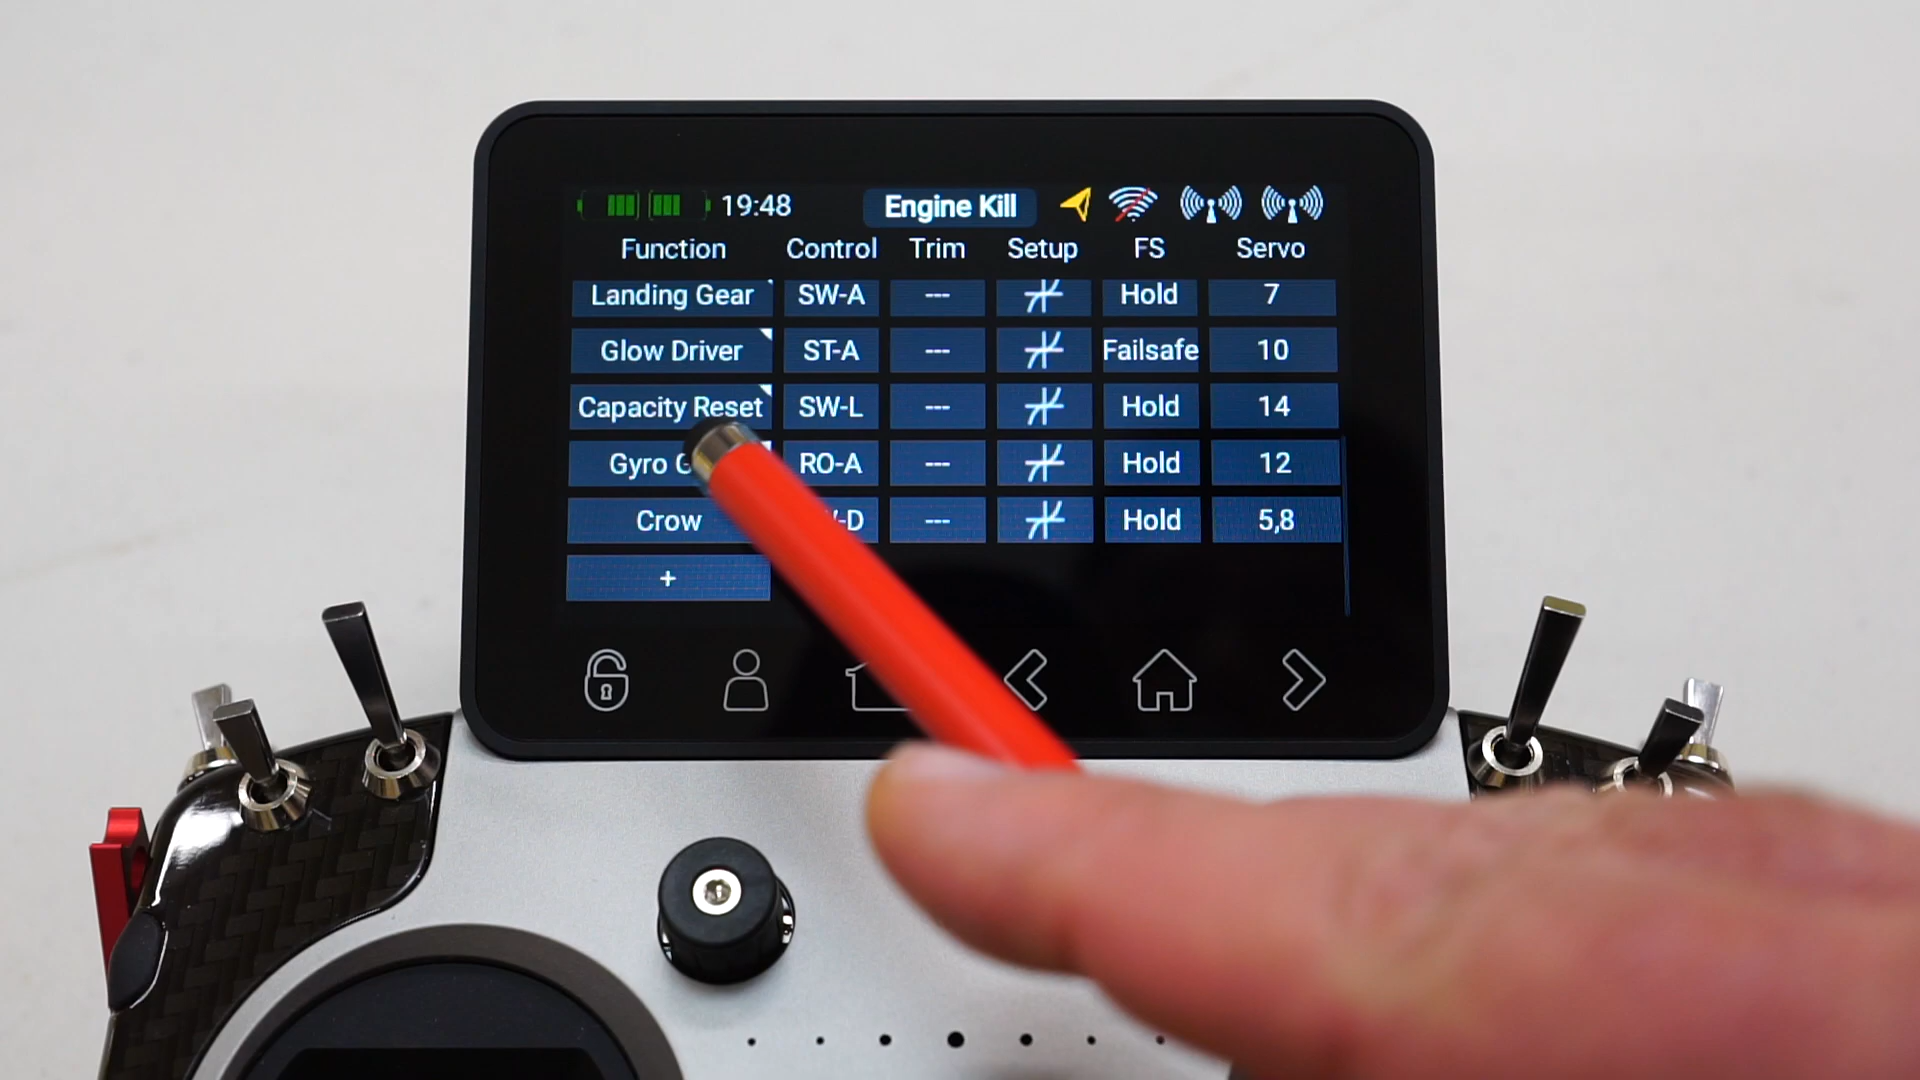 19:48 Engine Kill
Function Control Trim Setup FS Servo
Landing Gear SW-A --- Hold 7
Glow Driver ST-A --- Failsafe 10
Capacity Reset SW-L --- Hold 14
Gyro RO-A --- Hold 12
Crow -D --- Hold 5,8
+